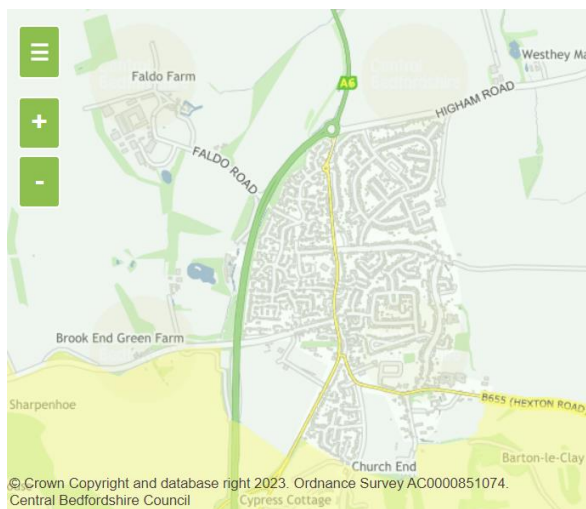 ☰
+
-
Faldo Farm
A6
Westhey Ma
HIGHAM ROAD
FALDO ROAD
Brook End Green Farm
Sharpenhoe
B655 (HEXTON ROAD)
Barton-le-Clay
Church End
© Crown Copyright and database right 2023. Ordnance Survey AC0000851074.
Central Bedfordshire Council
Cypress Cottage